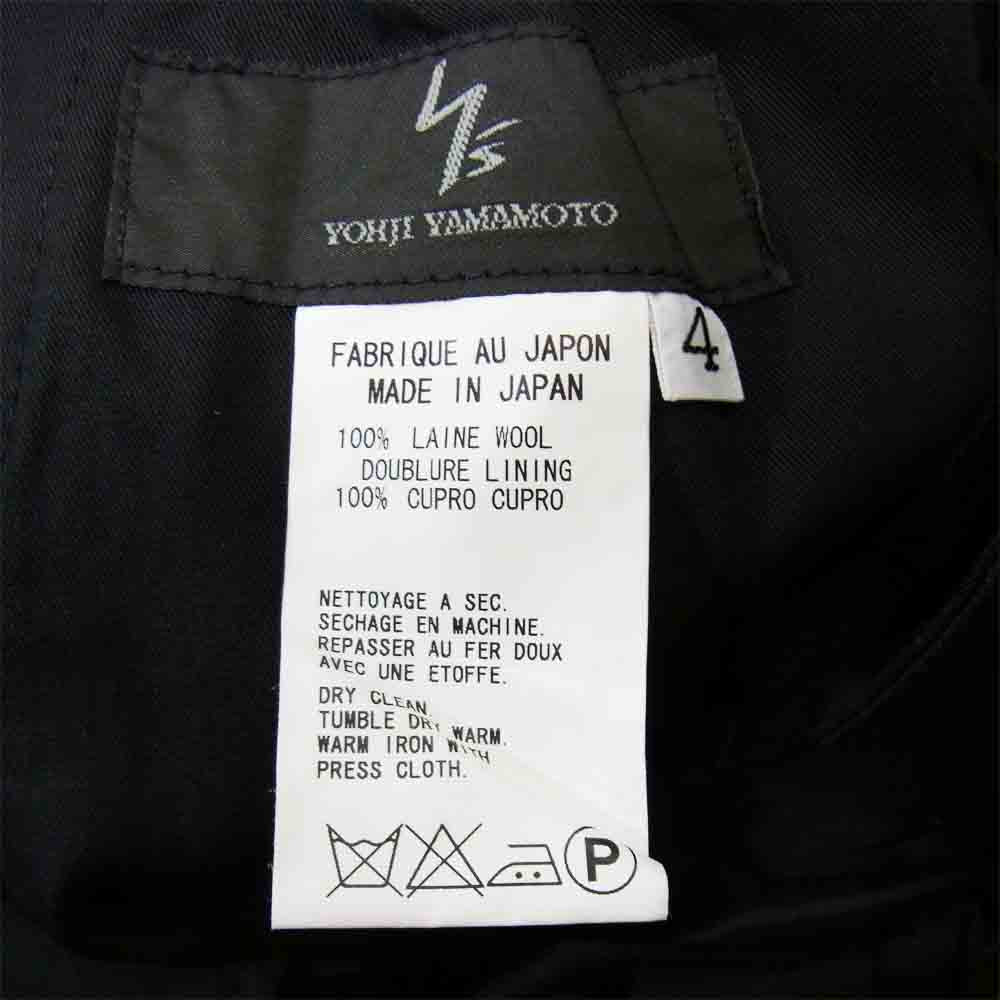 Y's
YOHJI YAMAMOTO
4
FABRIQUE AU JAPON
MADE IN JAPAN
100% LAINE WOOL
DOUBLURE LINING
100% CUPRO CUPRO
NETTOYAGE A SEC.
SECHAGE EN MACHINE.
REPASSER AU FER DOUX
AVEC UNE ETOFFE.
DRY CLEAN
TUMBLE DRY WARM.
WARM IRON WITH
PRESS CLOTH.
P